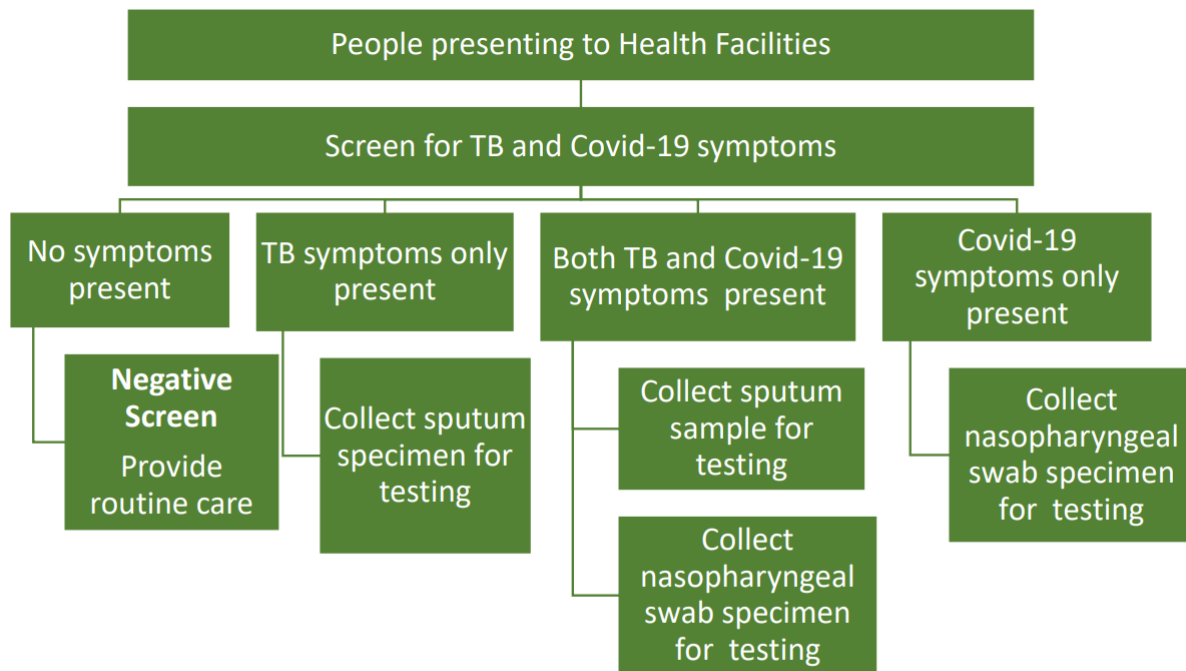 People presenting to Health Facilities
Screen for TB and Covid-19 symptoms
No symptoms
present
TB symptoms only
present
Both TB and Covid-19
symptoms present
Covid-19
symptoms only
present
Negative
Screen
Provide
routine care
Collect sputum
specimen for
testing
Collect sputum
sample for
testing
Collect
nasopharyngeal
swab specimen
for testing
Collect
nasopharyngeal
swab specimen
for testing